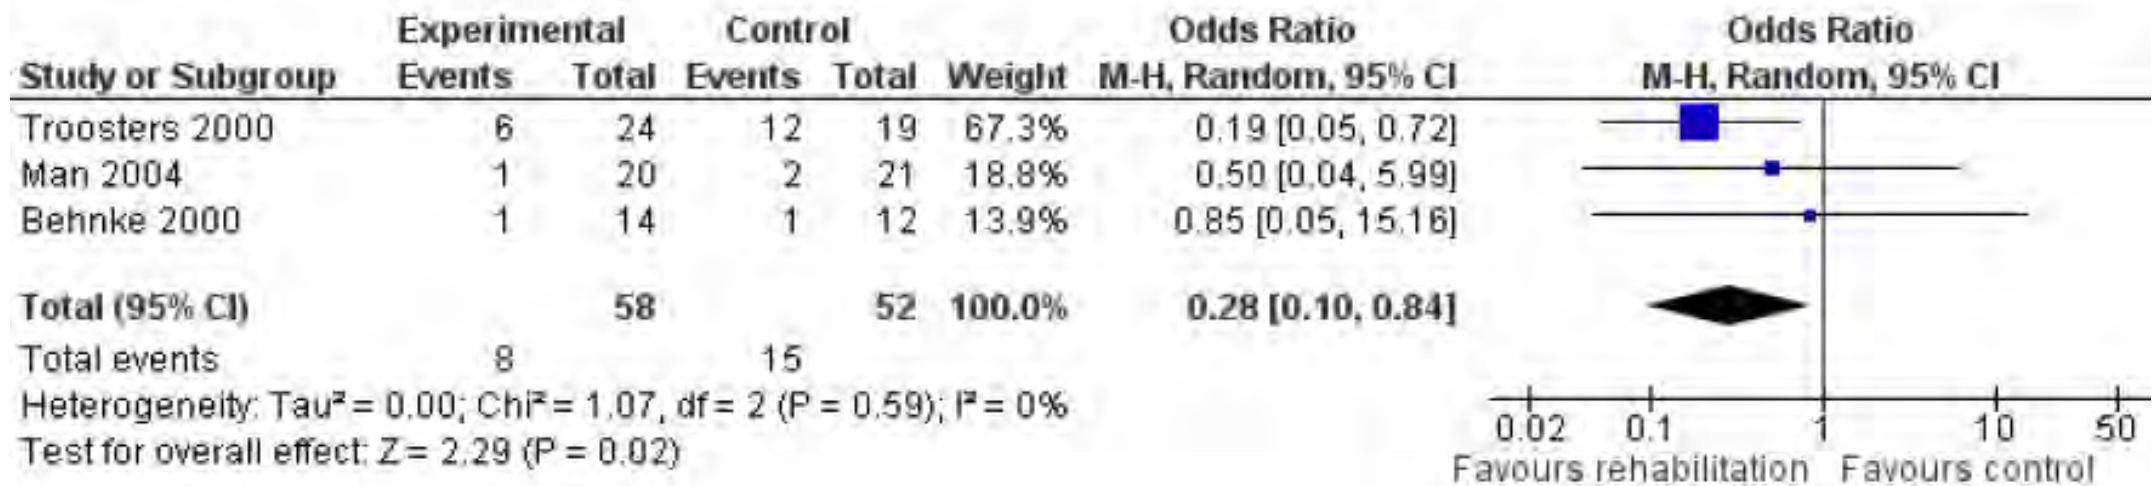 Experimental Control Odds Ratio Odds Ratio
Study or Subgroup Events Total Events Total Weight M-H, Random, 95% CI M-H, Random, 95% CI
Troosters 2000 6 24 12 19 67.3% 0.19 [0.05, 0.72]
Man 2004 1 20 2 21 18.8% 0.50 [0.04, 5.99]
Behnke 2000 1 14 1 12 13.9% 0.85 [0.05, 15.16]
Total (95% CI) 58 52 100.0% 0.28 [0.10, 0.84]
Total events 8 15
Heterogeneity: Tau² = 0.00; Chi² = 1.07, df = 2 (P = 0.59); I² = 0%
Test for overall effect: Z = 2.29 (P = 0.02)
0.02 0.1 1 10 50
Favours rehabilitation Favours control